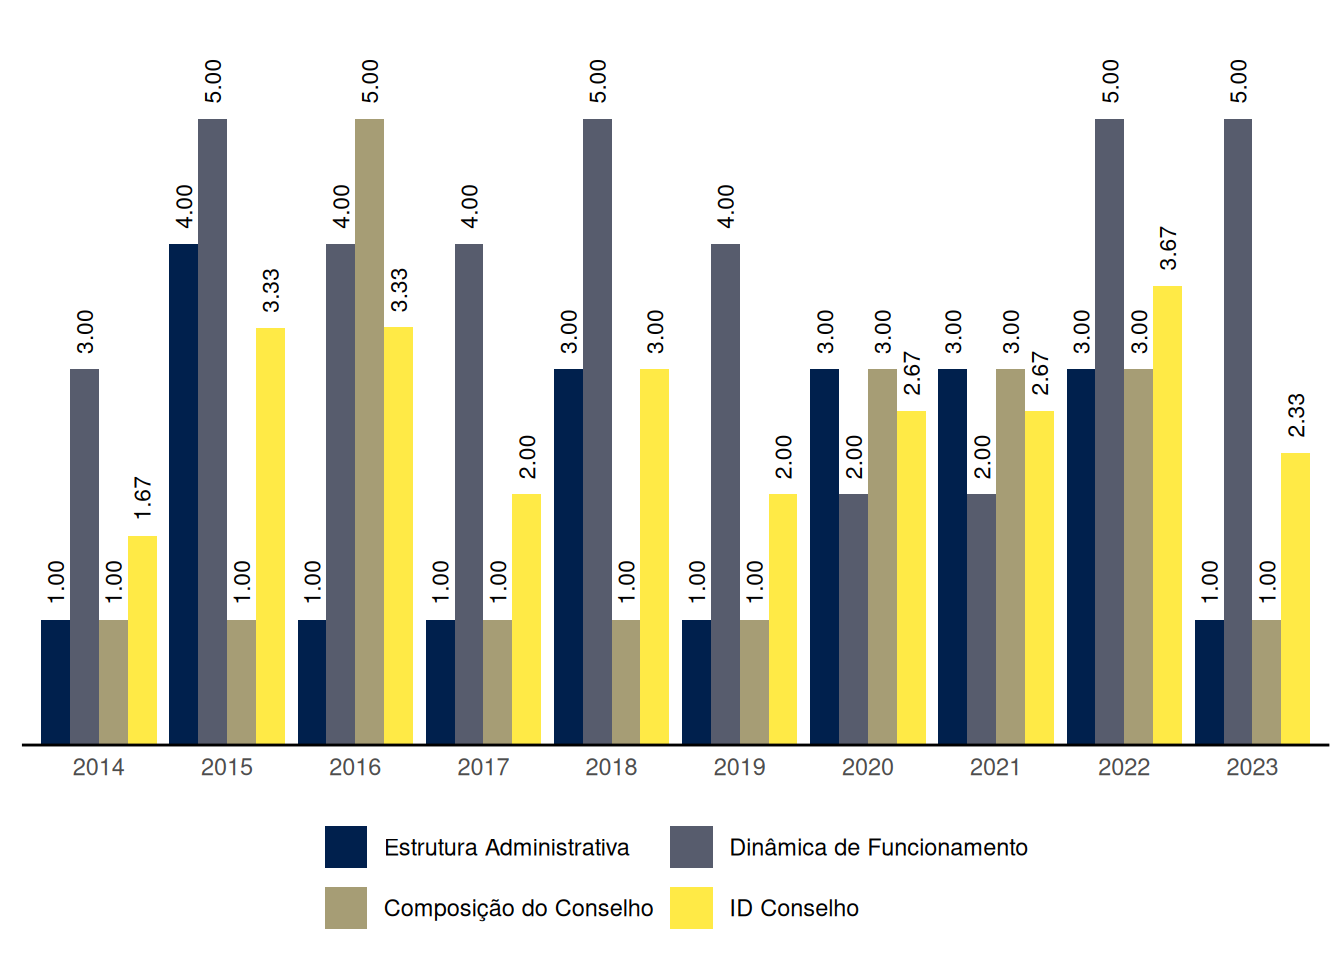 1.00 3.00 1.00 1.67 4.00 5.00 1.00 3.33 1.00 4.00 5.00 3.33 1.00 4.00 1.00 2.00 3.00 5.00 1.00 3.00 1.00 4.00 1.00 2.00 3.00 2.00 3.00 2.67 3.00 2.00 3.00 2.67 3.00 5.00 3.00 3.67 1.00 5.00 1.00 2.33
2014 2015 2016 2017 2018 2019 2020 2021 2022 2023
Estrutura Administrativa Dinâmica de Funcionamento
Composição do Conselho ID Conselho